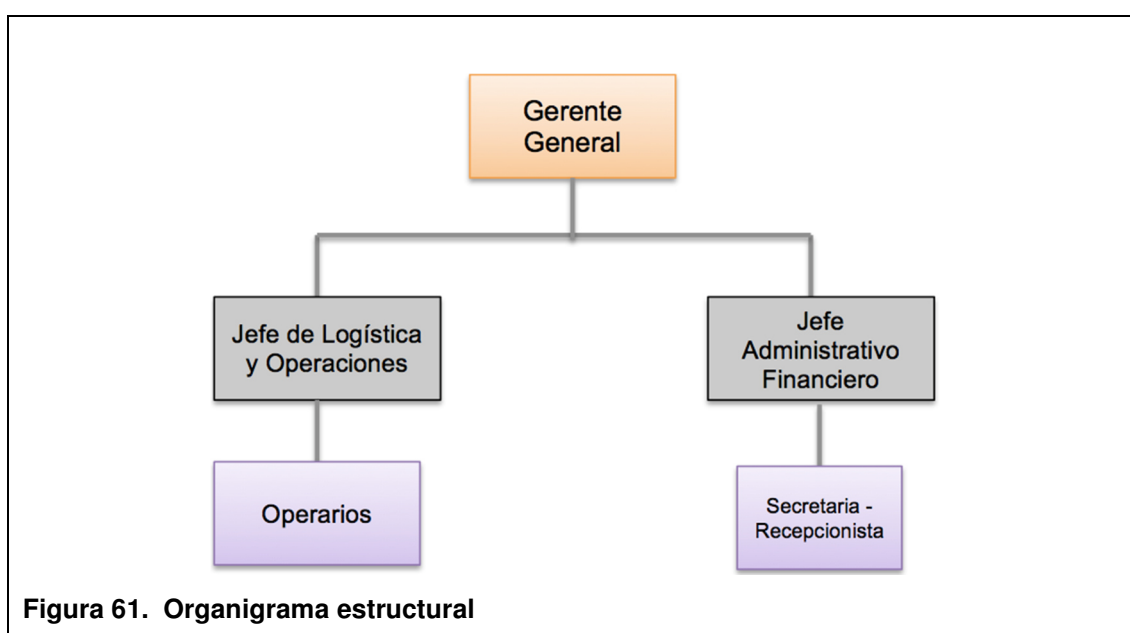 Gerente
General
Jefe de Logística
y Operaciones
Jefe
Administrativo
Financiero
Operarios
Secretaria -
Recepcionista
Figura 61.  Organigrama estructural